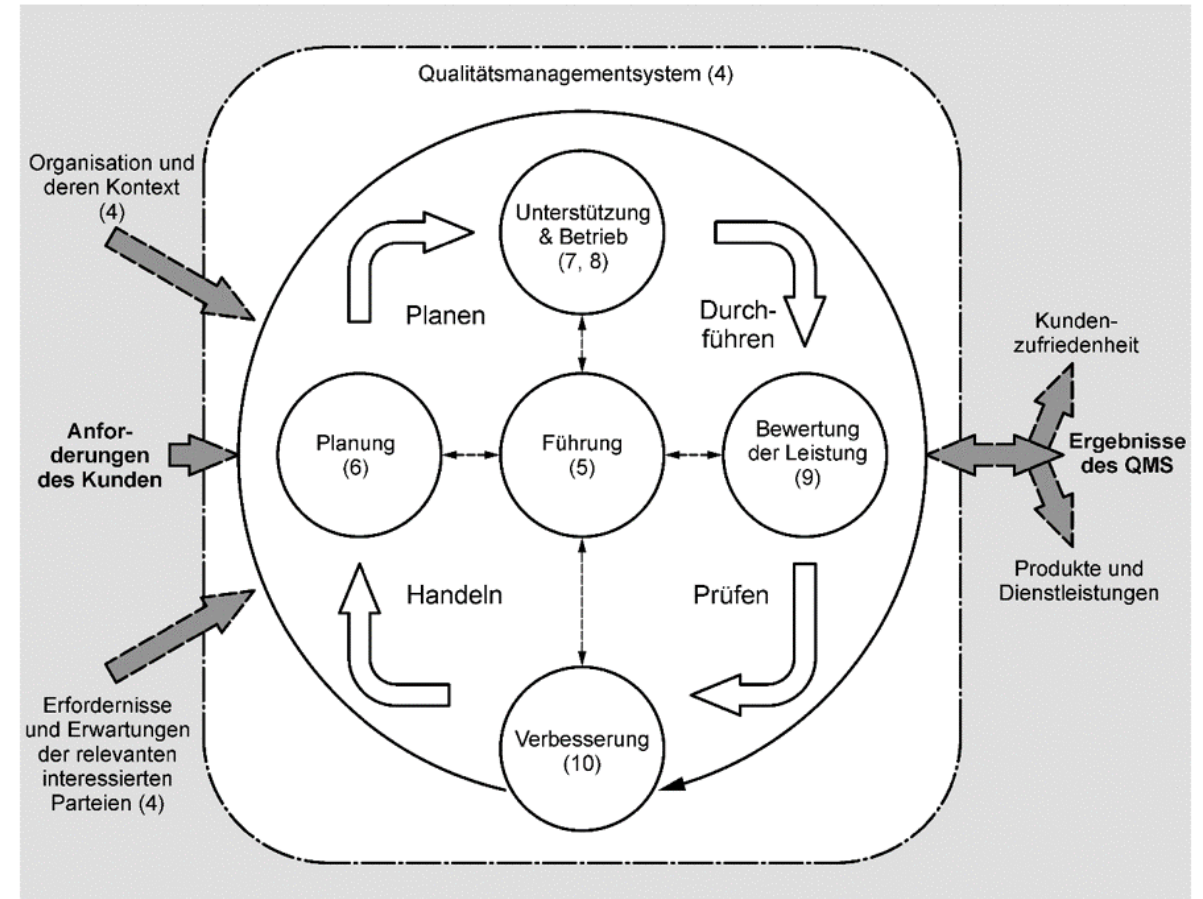 Qualitätsmanagementsystem (4)
Organisation und
deren Kontext
(4)
Anfor-
derungen
des Kunden
Erfordernisse
und Erwartungen
der relevanten
interessierten
Parteien (4)
Unterstützung
& Betrieb
(7, 8)
Planen
Durch-
führen
Planung
(6)
Führung
(5)
Bewertung
der Leistung
(9)
Handeln
Prüfen
Verbesserung
(10)
Kunden-
zufriedenheit
Ergebnisse
des QMS
Produkte und
Dienstleistungen